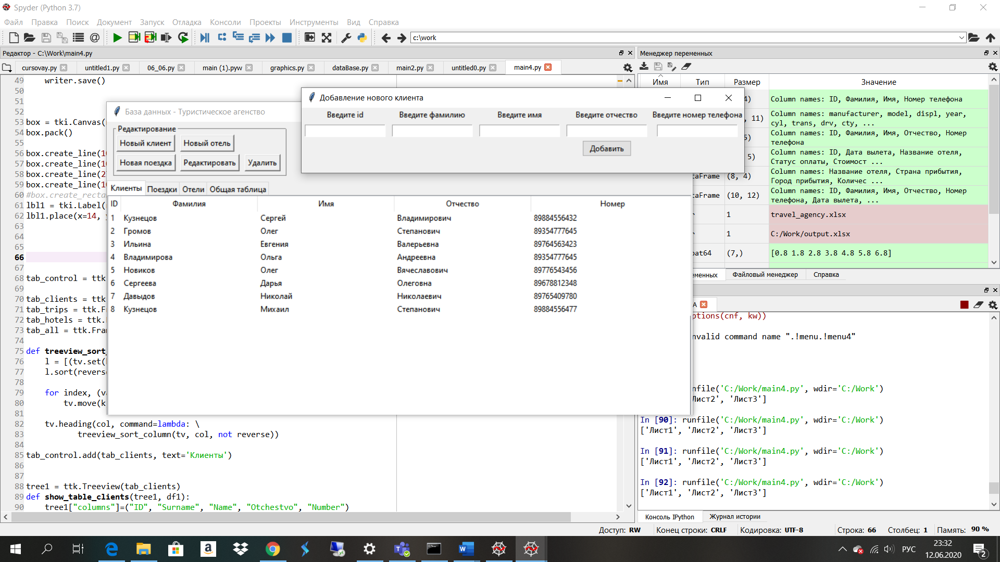 Spyder (Python 3.7)
Файл Правка Поиск Документ Запуск Отладка Консоли Проекты Инструменты Вид Справка
c:\work
Редактор - C:\Work\main4.py
cursovay.py untitled1.py 06_06.py main (1).pyw graphics.py dataBase.py main2.py untitled0.py main4.py
49 writer.save()
50
51
52
53 box = tki.Canvas(
54 box.pack()
55
56 box.create_line(1
57 box.create_line(1
58 box.create_line(2
59 box.create_line(1
60 #box.create_recta
61 lbl1 = tki.Label(
62 lbl1.place(x=14,
63
64
65
66
67
68 tab_control = ttk
69
70 tab_clients = ttk
71 tab_trips = ttk.F
72 tab_hotels = ttk.
73 tab_all = ttk.Fra
74
75 def treeview_sort_
76 l = [(tv.set(
77 l.sort(revers
78
79 for index, (v
80 tv.move(k
81
82 tv.heading(col, command=lambda: \
83 treeview_sort_column(tv, col, not reverse))
84
85 tab_control.add(tab_clients, text='Клиенты')
86
87
88 tree1 = ttk.Treeview(tab_clients)
89 def show_table_clients(tree1, df1):
90 tree1["columns"]=("ID", "Surname", "Name", "Otchestvo", "Number")
База данных - Туристическое агенство
Редактирование
Новый клиент Новый отель
Новая поездка Редактировать Удалить
Клиенты Поездки Отели Общая таблица
ID Фамилия Имя Отчество Номер
1 Кузнецов Сергей Владимирович 89884556432
2 Громов Олег Степанович 89354777645
3 Ильина Евгения Валерьевна 89764563423
4 Владимирова Ольга Андреевна 89354777645
5 Новиков Олег Вячеславович 89776543456
6 Сергеева Дарья Олеговна 89678812348
7 Давыдов Николай Николаевич 89765409780
8 Кузнецов Михаил Степанович 89884556477
Добавление нового клиента
Введите id Введите фамилию Введите имя Введите отчество Введите номер телефона
Добавить
Менеджер переменных
Имя Тип Размер Значение
4) Column names: ID, Фамилия, Имя, Номер телефона
, 11) Column names: manufacturer, model, displ, year,
cyl, trans, drv, cty, ...
5) Column names: ID, Фамилия, Имя, Отчество, Номер
телефона
5) Column names: ID, Дата вылета, Название отеля,
Статус оплаты, Стоимост ...
taFrame (8, 4) Column names: Название отеля, Страна прибытия,
Город прибытия, Количес ...
taFrame (10, 12) Column names: ID, Фамилия, Имя, Отчество, Номер
телефона, Дата вылета, ...
r 1 travel_agency.xlsx
r 1 C:/Work/output.xlsx
oat64 (7,) [0.8 1.8 2.8 3.8 4.8 5.8 6.8]
еменных Файловый менеджер Справка
A
ptions(cnf, kw))
nvalid command name ".!menu.!menu4"
nfile('C:/Work/main4.py', wdir='C:/Work')
Лист2', 'Лист3']
In [90]: runfile('C:/Work/main4.py', wdir='C:/Work')
['Лист1', 'Лист2', 'Лист3']
In [91]: runfile('C:/Work/main4.py', wdir='C:/Work')
['Лист1', 'Лист2', 'Лист3']
In [92]: runfile('C:/Work/main4.py', wdir='C:/Work')
['Лист1', 'Лист2', 'Лист3']
Консоль IPython Журнал истории
Доступ: RW Конец строки: CRLF Кодировка: UTF-8 Строка: 66 Столбец: 1 Память: 90 %
РУС
23:32
12.06.2020
2